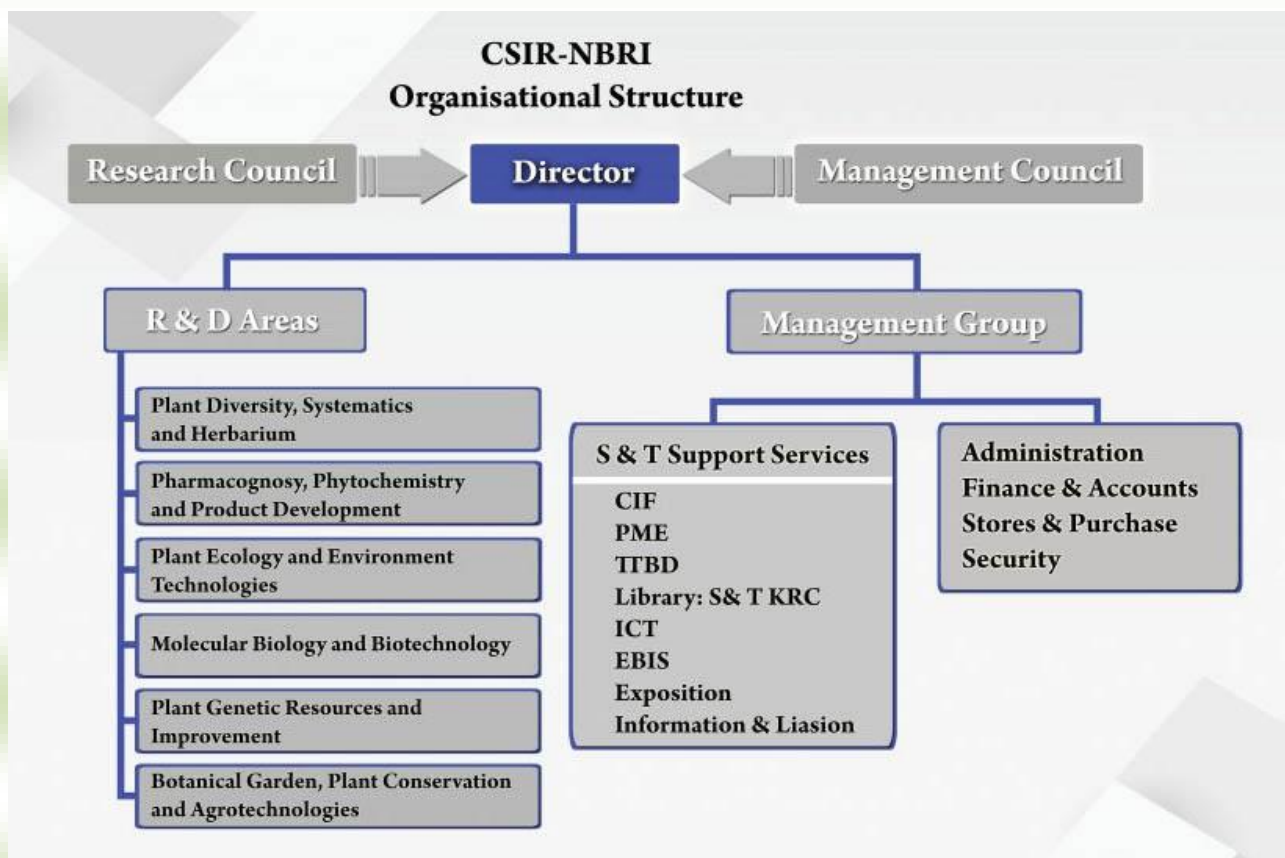 CSIR-NBRI
Organisational Structure
Research Council
Director
Management Council
R & D Areas
Management Group
Plant Diversity, Systematics
and Herbarium
Pharmacognosy, Phytochemistry
and Product Development
Plant Ecology and Environment
Technologies
Molecular Biology and Biotechnology
Plant Genetic Resources and
Improvement
Botanical Garden, Plant Conservation
and Agrotechnologies
S & T Support Services
CIF
PME
TTBD
Library: S& T KRC
ICT
EBIS
Exposition
Information & Liasion
Administration
Finance & Accounts
Stores & Purchase
Security